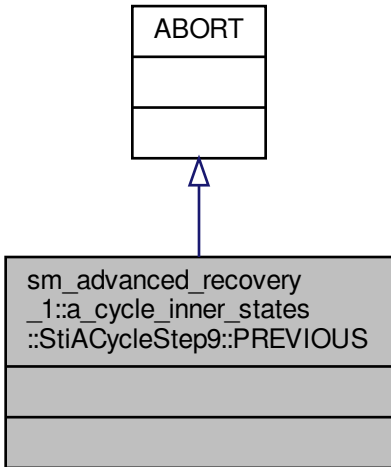 ABORT
sm_advanced_recovery
_1::a_cycle_inner_states
::StiACycleStep9::PREVIOUS